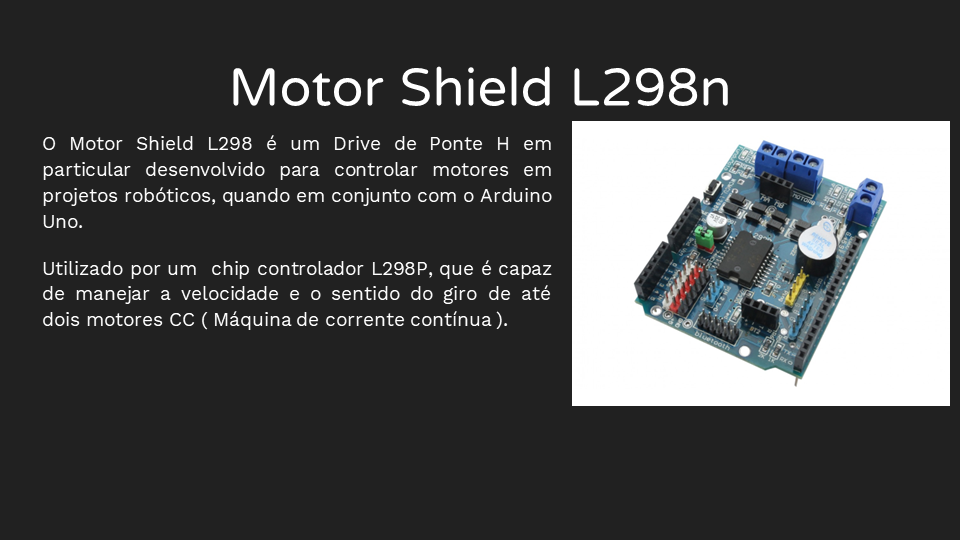 Motor Shield L298n
O Motor Shield L298 é um Drive de Ponte H em
particular desenvolvido para controlar motores em
projetos robóticos, quando em conjunto com o Arduino
Uno.
Utilizado por um chip controlador L298P, que é capaz
de manejar a velocidade e o sentido do giro de até
dois motores CC ( Máquina de corrente contínua ).
bluetooth